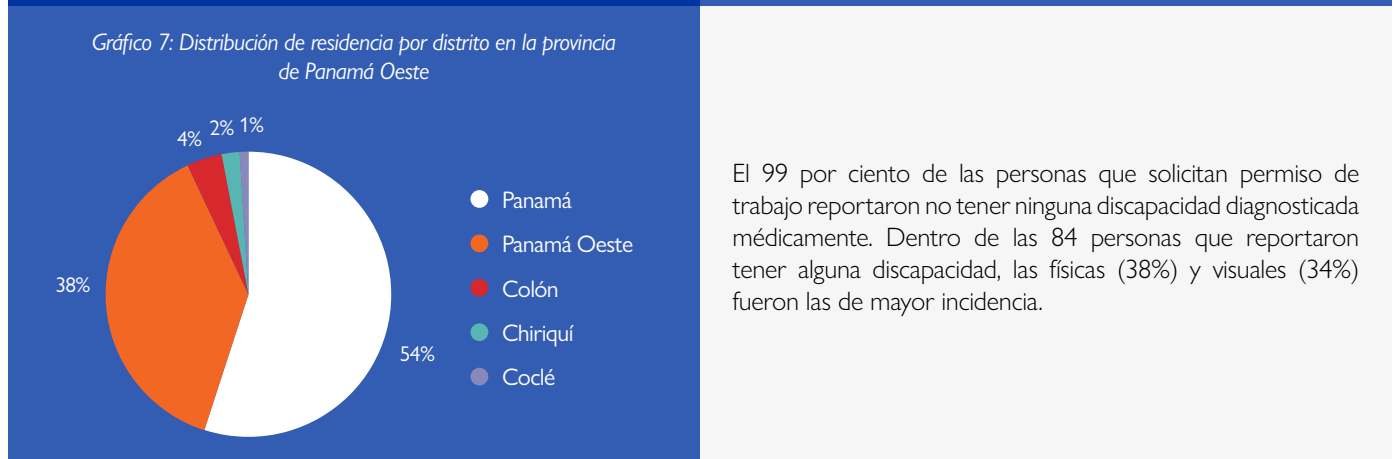 Gráfico 7: Distribución de residencia por distrito en la provincia
de Panamá Oeste
4%
2%
1%
38%
54%
Panamá
Panamá Oeste
Colón
Chiriquí
Coclé
El 99 por ciento de las personas que solicitan permiso de
trabajo reportaron no tener ninguna discapacidad diagnosticada
médicamente. Dentro de las 84 personas que reportaron
tener alguna discapacidad, las físicas (38%) y visuales (34%)
fueron las de mayor incidencia.